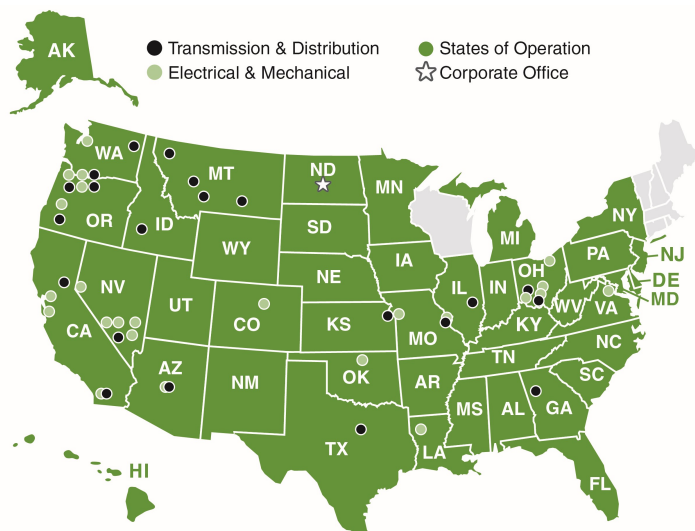 AK
Transmission & Distribution
States of Operation
Electrical & Mechanical
Corporate Office
WA
MT
ND
MN
OR
ID
SD
WY
MI
NY
NJ
PA
IA
NE
NV
UT
CO
CA
KS
MO
IL
IN
OH
DE
MD
WV
VA
KY
NC
TN
AZ
NM
OK
AR
SC
MS
AL
GA
TX
LA
FL
HI